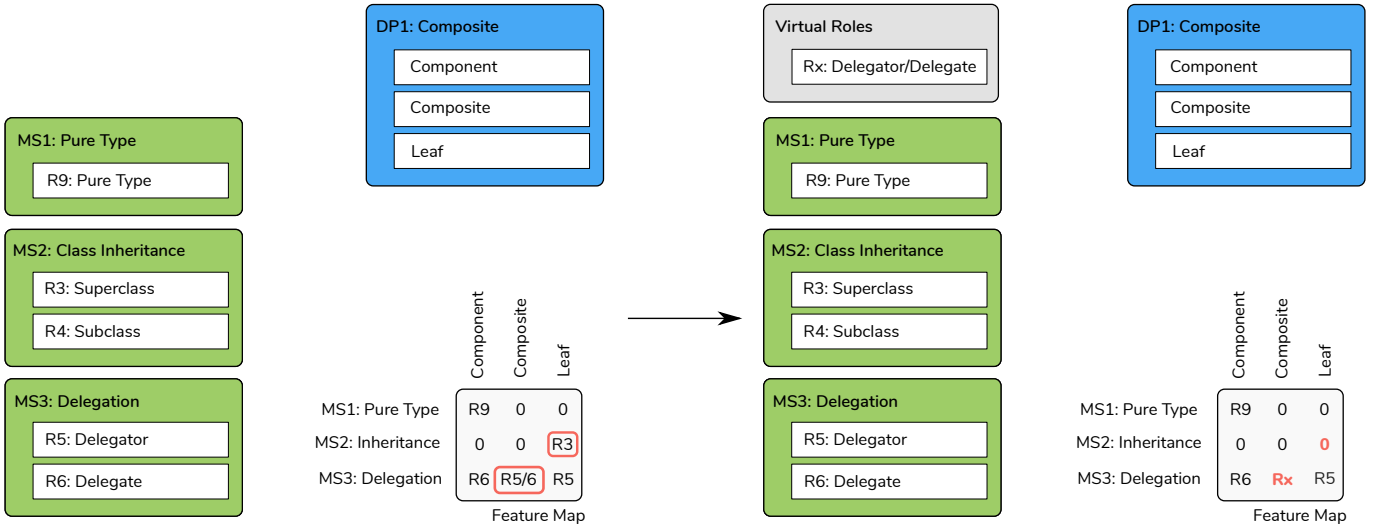 DP1: Composite
Component
Composite
Leaf
MS1: Pure Type
R9: Pure Type
MS2: Class Inheritance
R3: Superclass
R4: Subclass
MS3: Delegation
R5: Delegator
R6: Delegate
Component
Composite
Leaf
MS1: Pure Type R9 0 0
MS2: Inheritance 0 0 R3
MS3: Delegation R6 R5/6 R5
Feature Map
Virtual Roles
Rx: Delegator/Delegate
MS1: Pure Type
R9: Pure Type
MS2: Class Inheritance
R3: Superclass
R4: Subclass
MS3: Delegation
R5: Delegator
R6: Delegate
DP1: Composite
Component
Composite
Leaf
Component
Composite
Leaf
MS1: Pure Type R9 0 0
MS2: Inheritance 0 0 0
MS3: Delegation R6 Rx R5
Feature Map